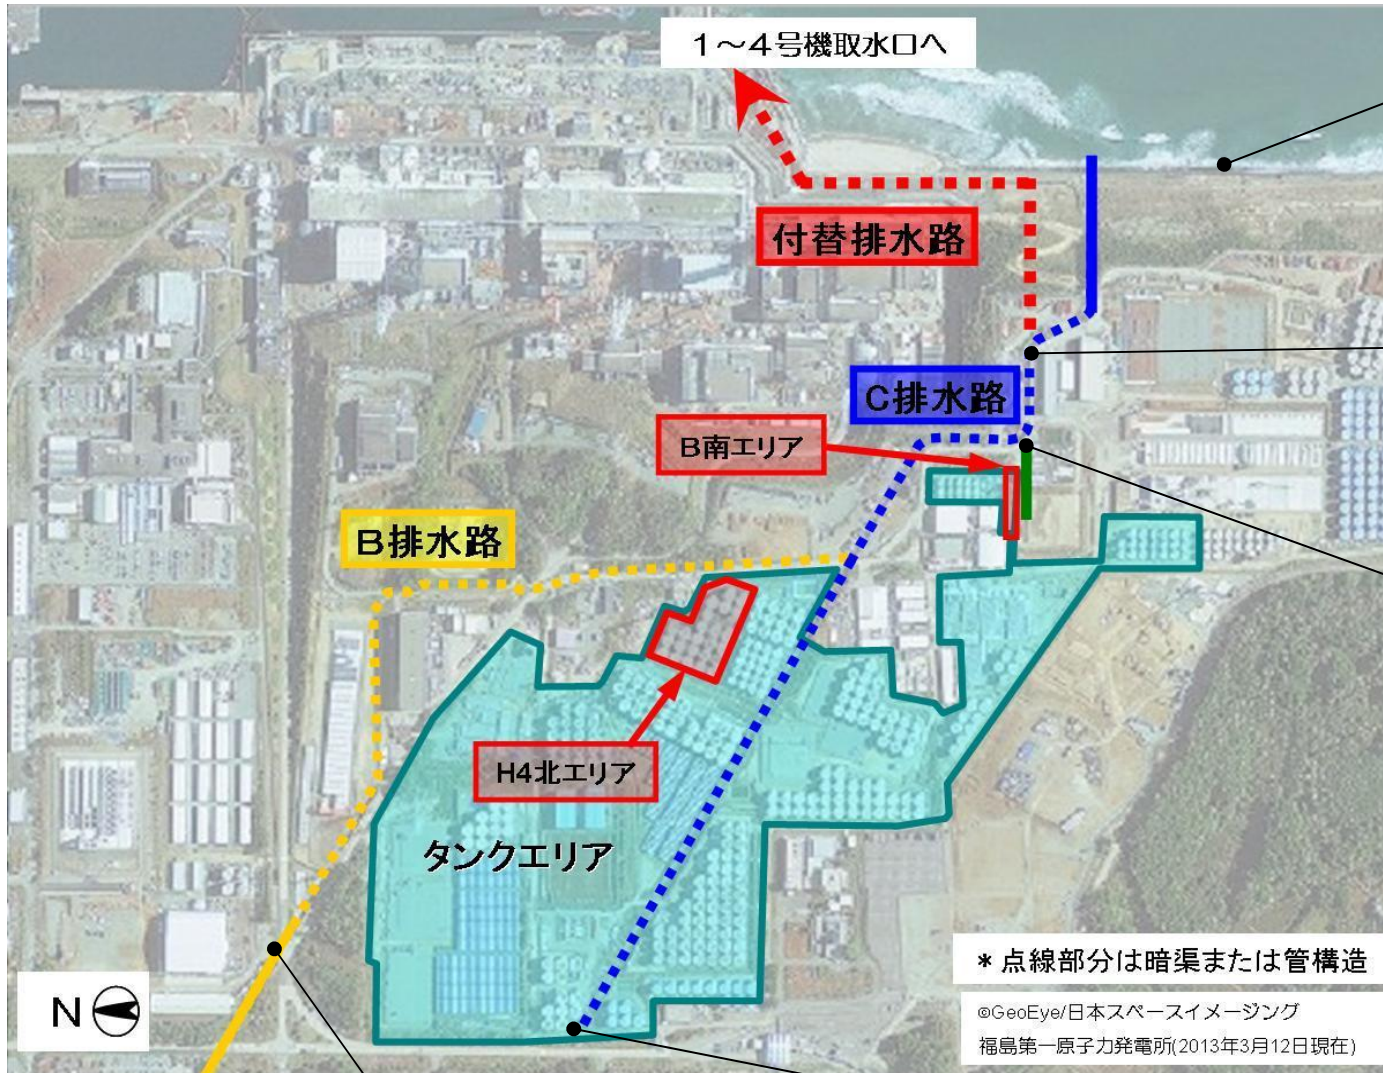 1~4号機取水口へ
付替排水路
C排水路
B南エリア
B排水路
H4北エリア
タンクエリア
N
*点線部分は暗渠または管構造
©GeoEye/日本スペースイメージング
福島第一原子力発電所(2013年3月12日現在)